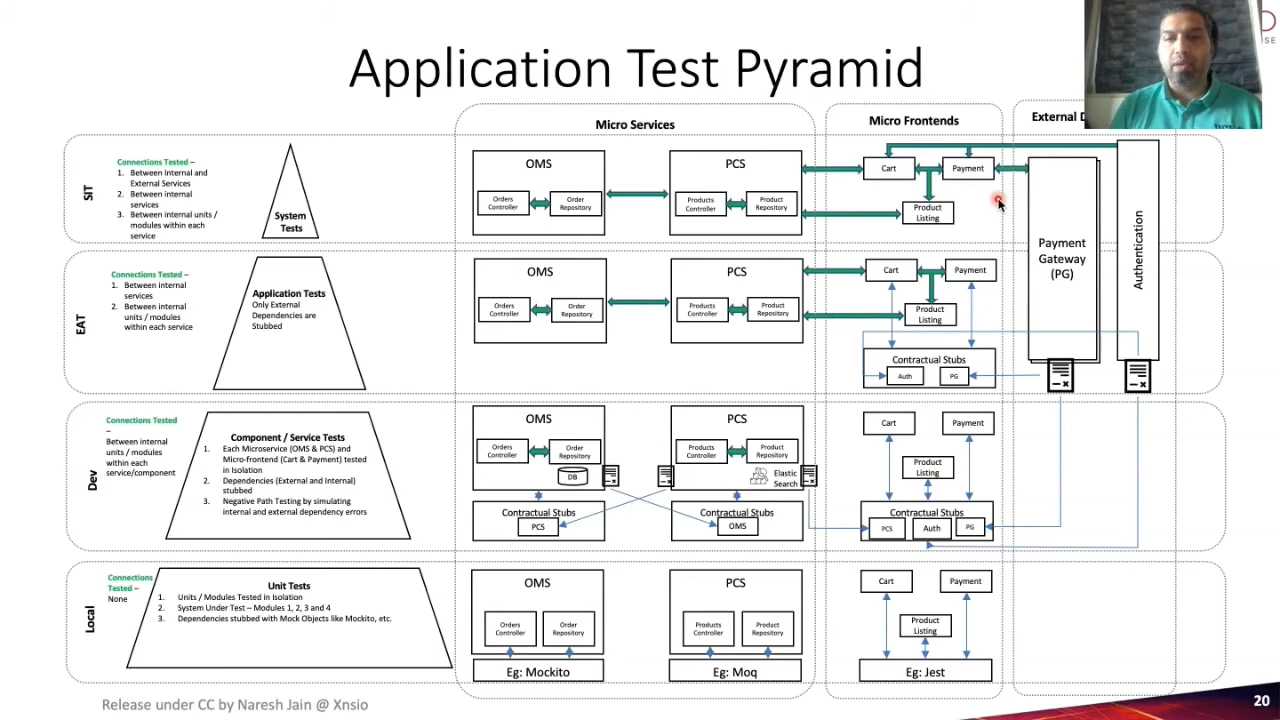 Application Test Pyramid
Micro Services
Micro Frontends
External D
SE
SIT
Connections Tested –
1. Between Internal and
External Services
2. Between internal
services
3. Between internal units /
modules within each
service
System
Tests
OMS
Orders
Controller
Order
Repository
PCS
Products
Controller
Product
Repository
Cart
Payment
Product
Listing
Payment
Gateway
(PG)
Authentication
EAT
Connections Tested –
1. Between internal
services
2. Between internal
units / modules
within each service
Application Tests
Only External
Dependencies are
Stubbed
OMS
Orders
Controller
Order
Repository
PCS
Products
Controller
Product
Repository
Cart
Payment
Product
Listing
Contractual Stubs
Auth
PG
Dev
Connections Tested
–
Between internal
units / modules
within each
service/component
Component / Service Tests
1. Each Microservice (OMS & PCS) and
Micro-frontend (Cart & Payment) tested
in Isolation
2. Dependencies (External and Internal)
stubbed
3. Negative Path Testing by simulating
internal and external dependency errors
OMS
Orders
Controller
Order
Repository
DB
Contractual Stubs
PCS
PCS
Products
Controller
Product
Repository
Elastic
Search
Contractual Stubs
OMS
Cart
Payment
Product
Listing
Contractual Stubs
PCS
Auth
PG
Local
Connections
Tested –
None
Unit Tests
1. Units / Modules Tested in Isolation
2. System Under Test – Modules 1, 2, 3 and 4
3. Dependencies stubbed with Mock Objects like Mockito, etc.
OMS
Orders
Controller
Order
Repository
Eg: Mockito
PCS
Products
Controller
Product
Repository
Eg: Moq
Cart
Payment
Product
Listing
Eg: Jest
Release under CC by Naresh Jain @ Xnsio
20